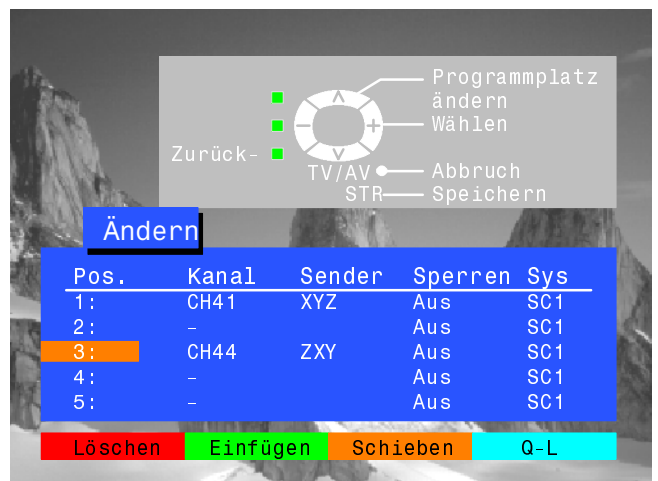 Programmplatz
ändern
Wählen
Zurück-
TV/AV Abbruch
STR Speichern
Ändern
Pos. Kanal Sender Sperren Sys
1: CH41 XYZ Aus SC1
2: - Aus SC1
3: CH44 ZXY Aus SC1
4: - Aus SC1
5: - Aus SC1
Löschen Einfügen Schieben Q-L